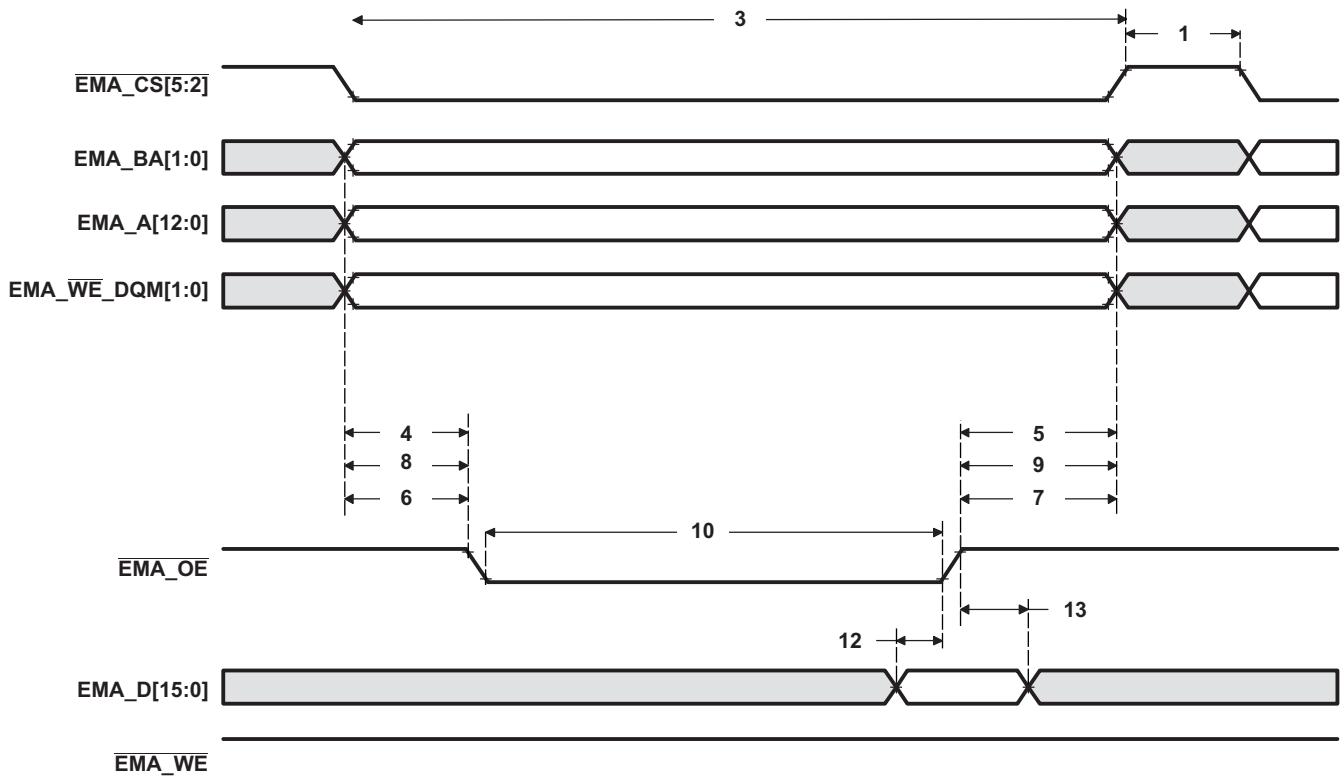 3
1
EMA_CS[5:2]
EMA_BA[1:0]
EMA_A[12:0]
EMA_WE_DQM[1:0]
4
5
8
9
6
7
10
EMA_OE
13
12
EMA_D[15:0]
EMA_WE